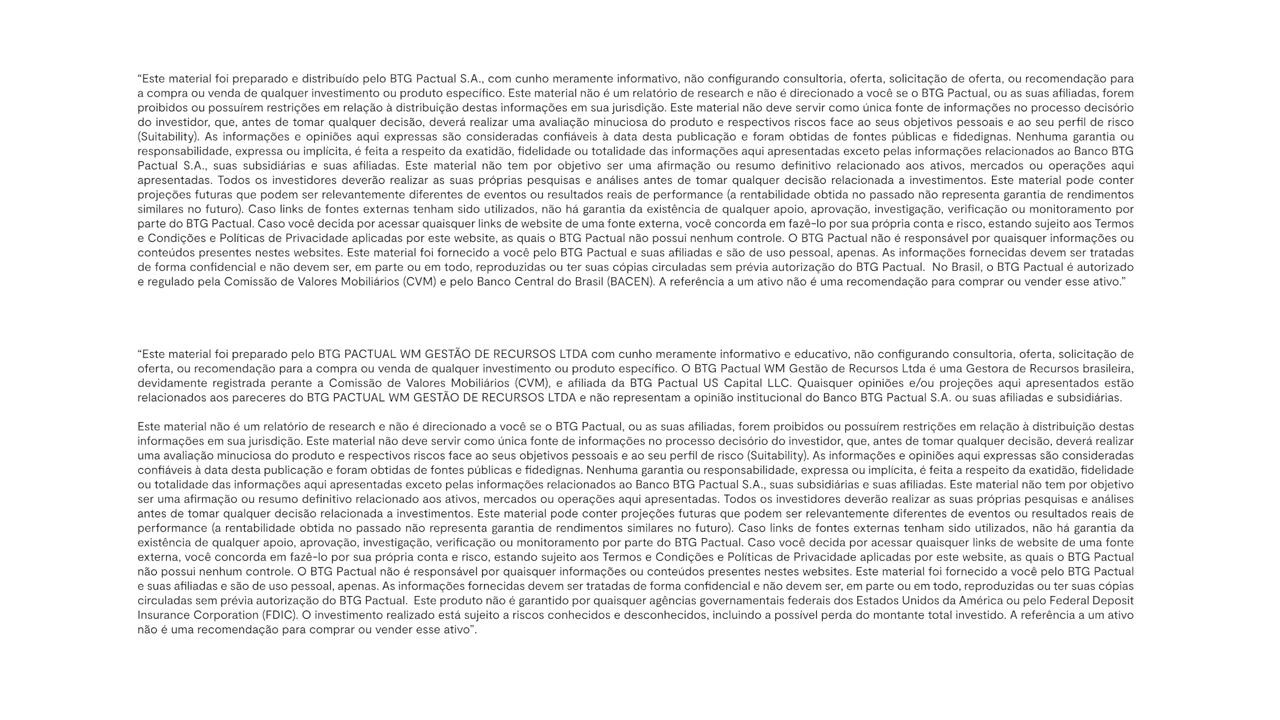 “Este material foi preparado e distribuído pelo BTG Pactual S.A., com cunho meramente informativo, não configurando consultoria, oferta, solicitação de oferta, ou recomendação para
a compra ou venda de qualquer investimento ou produto específico. Este material não é um relatório de research e não é direcionado a você se o BTG Pactual, ou as suas afiliadas, forem
proibidos ou possuírem restrições em relação à distribuição destas informações em sua jurisdição. Este material não deve servir como única fonte de informações no processo decisório
do investidor, que, antes de tomar qualquer decisão, deverá realizar uma avaliação minuciosa do produto e respectivos riscos face ao seus objetivos pessoais e ao seu perfil de risco
(Suitability). As informações e opiniões aqui expressas são consideradas confiáveis à data desta publicação e foram obtidas de fontes públicas e fidedignas. Nenhuma garantia ou
responsabilidade, expressa ou implícita, é feita a respeito da exatidão, fidelidade ou totalidade das informações aqui apresentadas exceto pelas informações relacionados ao Banco BTG
Pactual S.A., suas subsidiárias e suas afiliadas. Este material não tem por objetivo ser uma afirmação ou resumo definitivo relacionado aos ativos, mercados ou operações aqui
apresentadas. Todos os investidores deverão realizar as suas próprias pesquisas e análises antes de tomar qualquer decisão relacionada a investimentos. Este material pode conter
projeções futuras que podem ser relevantemente diferentes de eventos ou resultados reais de performance (a rentabilidade obtida no passado não representa garantia de rendimentos
similares no futuro). Caso links de fontes externas tenham sido utilizados, não há garantia da existência de qualquer apoio, aprovação, investigação, verificação ou monitoramento por
parte do BTG Pactual. Caso você decida por acessar quaisquer links de website de uma fonte externa, você concorda em fazê-lo por sua própria conta e risco, estando sujeito aos Termos
e Condições e Políticas de Privacidade aplicadas por este website, as quais o BTG Pactual não possui nenhum controle. O BTG Pactual não é responsável por quaisquer informações ou
conteúdos presentes nestes websites. Este material foi fornecido a você pelo BTG Pactual e suas afiliadas e são de uso pessoal, apenas. As informações fornecidas devem ser tratadas
de forma confidencial e não devem ser, em parte ou em todo, reproduzidas ou ter suas cópias circuladas sem prévia autorização do BTG Pactual.  No Brasil, o BTG Pactual é autorizado
e regulado pela Comissão de Valores Mobiliários (CVM) e pelo Banco Central do Brasil (BACEN). A referência a um ativo não é uma recomendação para comprar ou vender esse ativo.”
“Este material foi preparado pelo BTG PACTUAL WM GESTÃO DE RECURSOS LTDA com cunho meramente informativo e educativo, não configurando consultoria, oferta, solicitação de
oferta, ou recomendação para a compra ou venda de qualquer investimento ou produto específico. O BTG Pactual WM Gestão de Recursos Ltda é uma Gestora de Recursos brasileira,
devidamente registrada perante a Comissão de Valores Mobiliários (CVM), e afiliada da BTG Pactual US Capital LLC. Quaisquer opiniões e/ou projeções aqui apresentados estão
relacionados aos pareceres do BTG PACTUAL WM GESTÃO DE RECURSOS LTDA e não representam a opinião institucional do Banco BTG Pactual S.A. ou suas afiliadas e subsidiárias.
Este material não é um relatório de research e não é direcionado a você se o BTG Pactual, ou as suas afiliadas, forem proibidos ou possuírem restrições em relação à distribuição destas
informações em sua jurisdição. Este material não deve servir como única fonte de informações no processo decisório do investidor, que, antes de tomar qualquer decisão, deverá realizar
uma avaliação minuciosa do produto e respectivos riscos face ao seus objetivos pessoais e ao seu perfil de risco (Suitability). As informações e opiniões aqui expressas são consideradas
confiáveis à data desta publicação e foram obtidas de fontes públicas e fidedignas. Nenhuma garantia ou responsabilidade, expressa ou implícita, é feita a respeito da exatidão, fidelidade
ou totalidade das informações aqui apresentadas exceto pelas informações relacionados ao Banco BTG Pactual S.A., suas subsidiárias e suas afiliadas. Este material não tem por objetivo
ser uma afirmação ou resumo definitivo relacionado aos ativos, mercados ou operações aqui apresentadas. Todos os investidores deverão realizar as suas próprias pesquisas e análises
antes de tomar qualquer decisão relacionada a investimentos. Este material pode conter projeções futuras que podem ser relevantemente diferentes de eventos ou resultados reais de
performance (a rentabilidade obtida no passado não representa garantia de rendimentos similares no futuro). Caso links de fontes externas tenham sido utilizados, não há garantia da
existência de qualquer apoio, aprovação, investigação, verificação ou monitoramento por parte do BTG Pactual. Caso você decida por acessar quaisquer links de website de uma fonte
externa, você concorda em fazê-lo por sua própria conta e risco, estando sujeito aos Termos e Condições e Políticas de Privacidade aplicadas por este website, as quais o BTG Pactual
não possui nenhum controle. O BTG Pactual não é responsável por quaisquer informações ou conteúdos presentes nestes websites. Este material foi fornecido a você pelo BTG Pactual
e suas afiliadas e são de uso pessoal, apenas. As informações fornecidas devem ser tratadas de forma confidencial e não devem ser, em parte ou em todo, reproduzidas ou ter suas cópias
circuladas sem prévia autorização do BTG Pactual.  Este produto não é garantido por quaisquer agências governamentais federais dos Estados Unidos da América ou pelo Federal Deposit
Insurance Corporation (FDIC). O investimento realizado está sujeito a riscos conhecidos e desconhecidos, incluindo a possível perda do montante total investido. A referência a um ativo
não é uma recomendação para comprar ou vender esse ativo”.